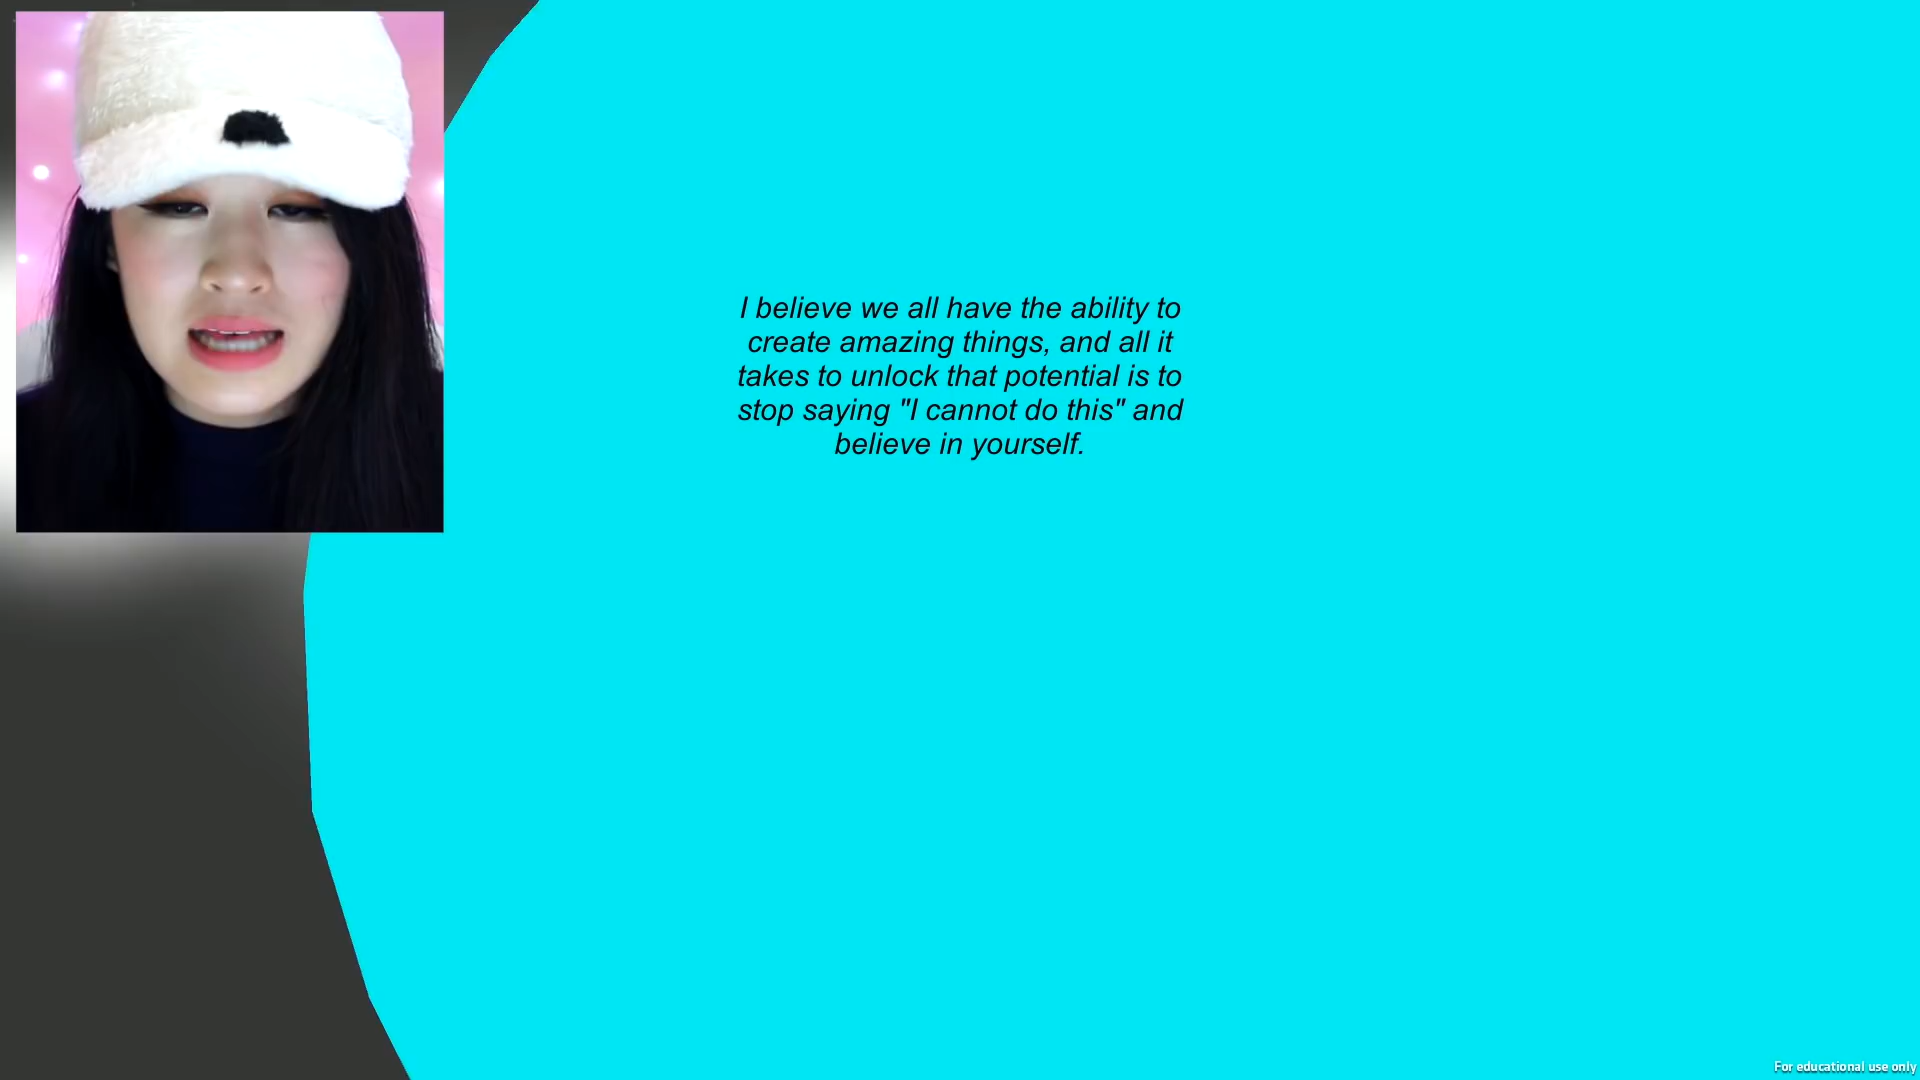 I believe we all have the ability to
create amazing things, and all it
takes to unlock that potential is to
stop saying "I cannot do this" and
believe in yourself.
For educational use only